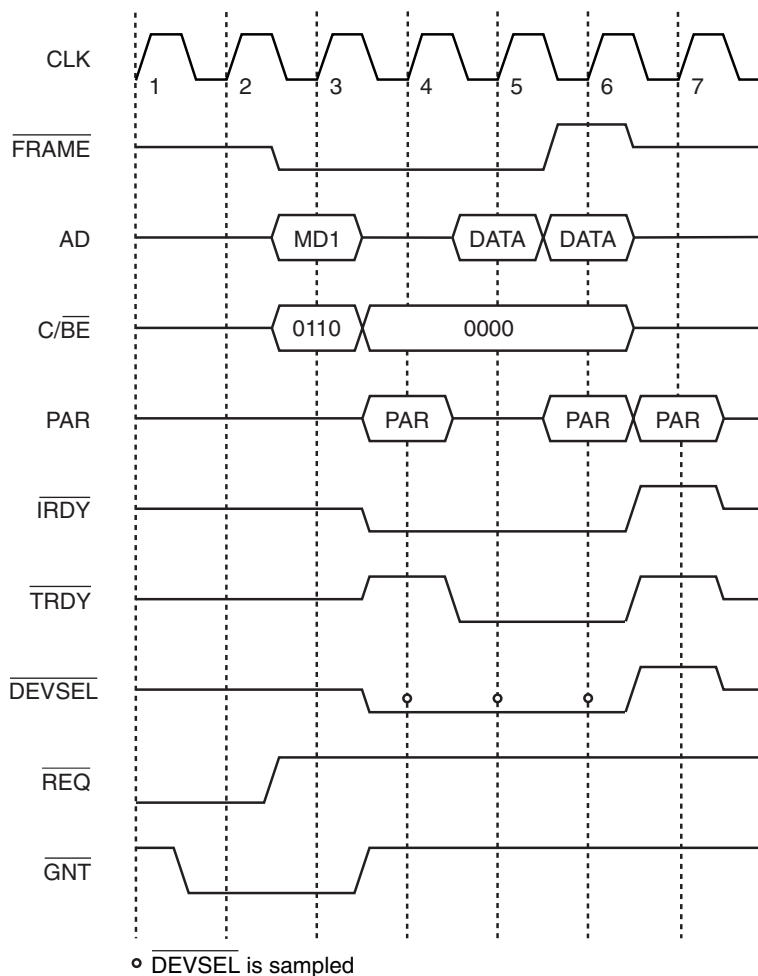 CLK
1 2 3 4 5 6 7
FRAME
AD MD1 DATA DATA
C/BE 0110 0000
PAR PAR PAR PAR
IRDY
TRDY
DEVSEL
REQ
GNT
DEVSEL is sampled